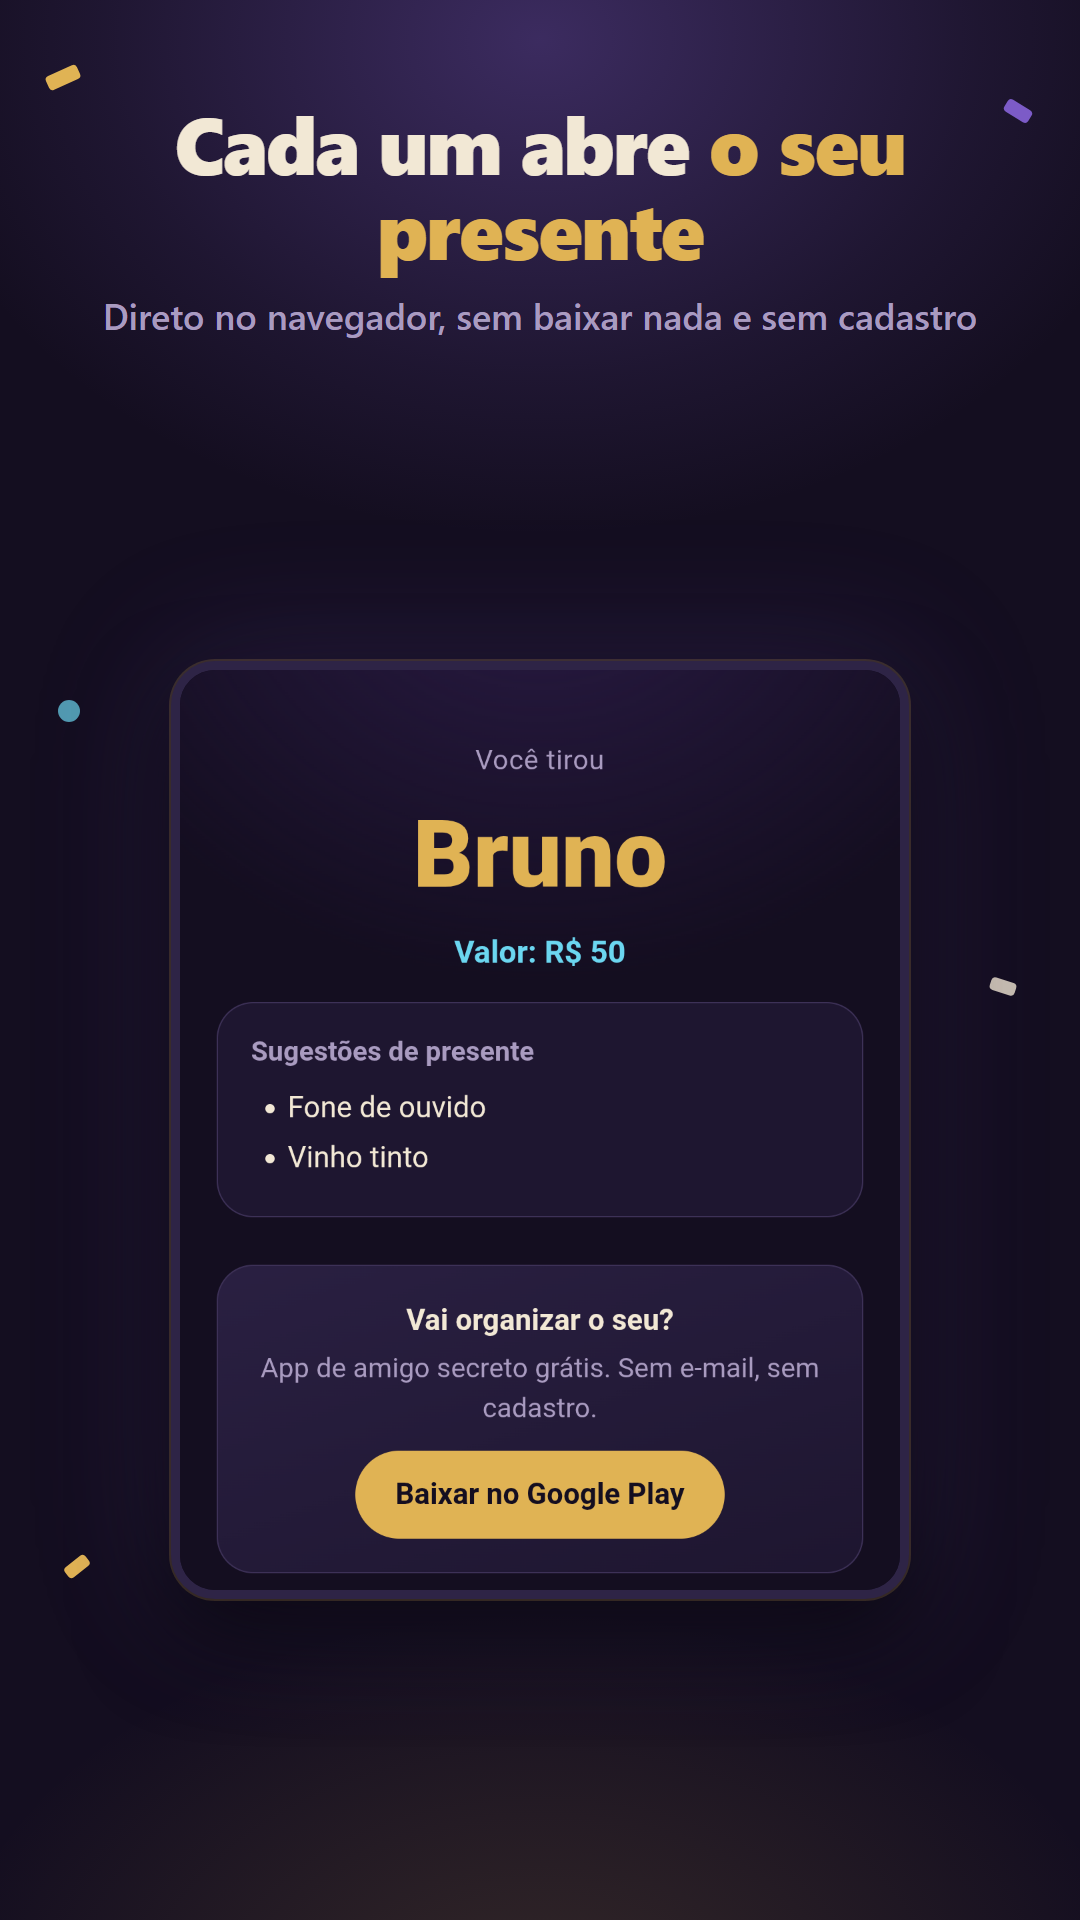 Cada um abre o seu
presente
Direto no navegador, sem baixar nada e sem cadastro
Você tirou
Bruno
Valor: R$ 50
Sugestões de presente
• Fone de ouvido
• Vinho tinto
Vai organizar o seu?
App de amigo secreto grátis. Sem e-mail, sem
cadastro.
Baixar no Google Play